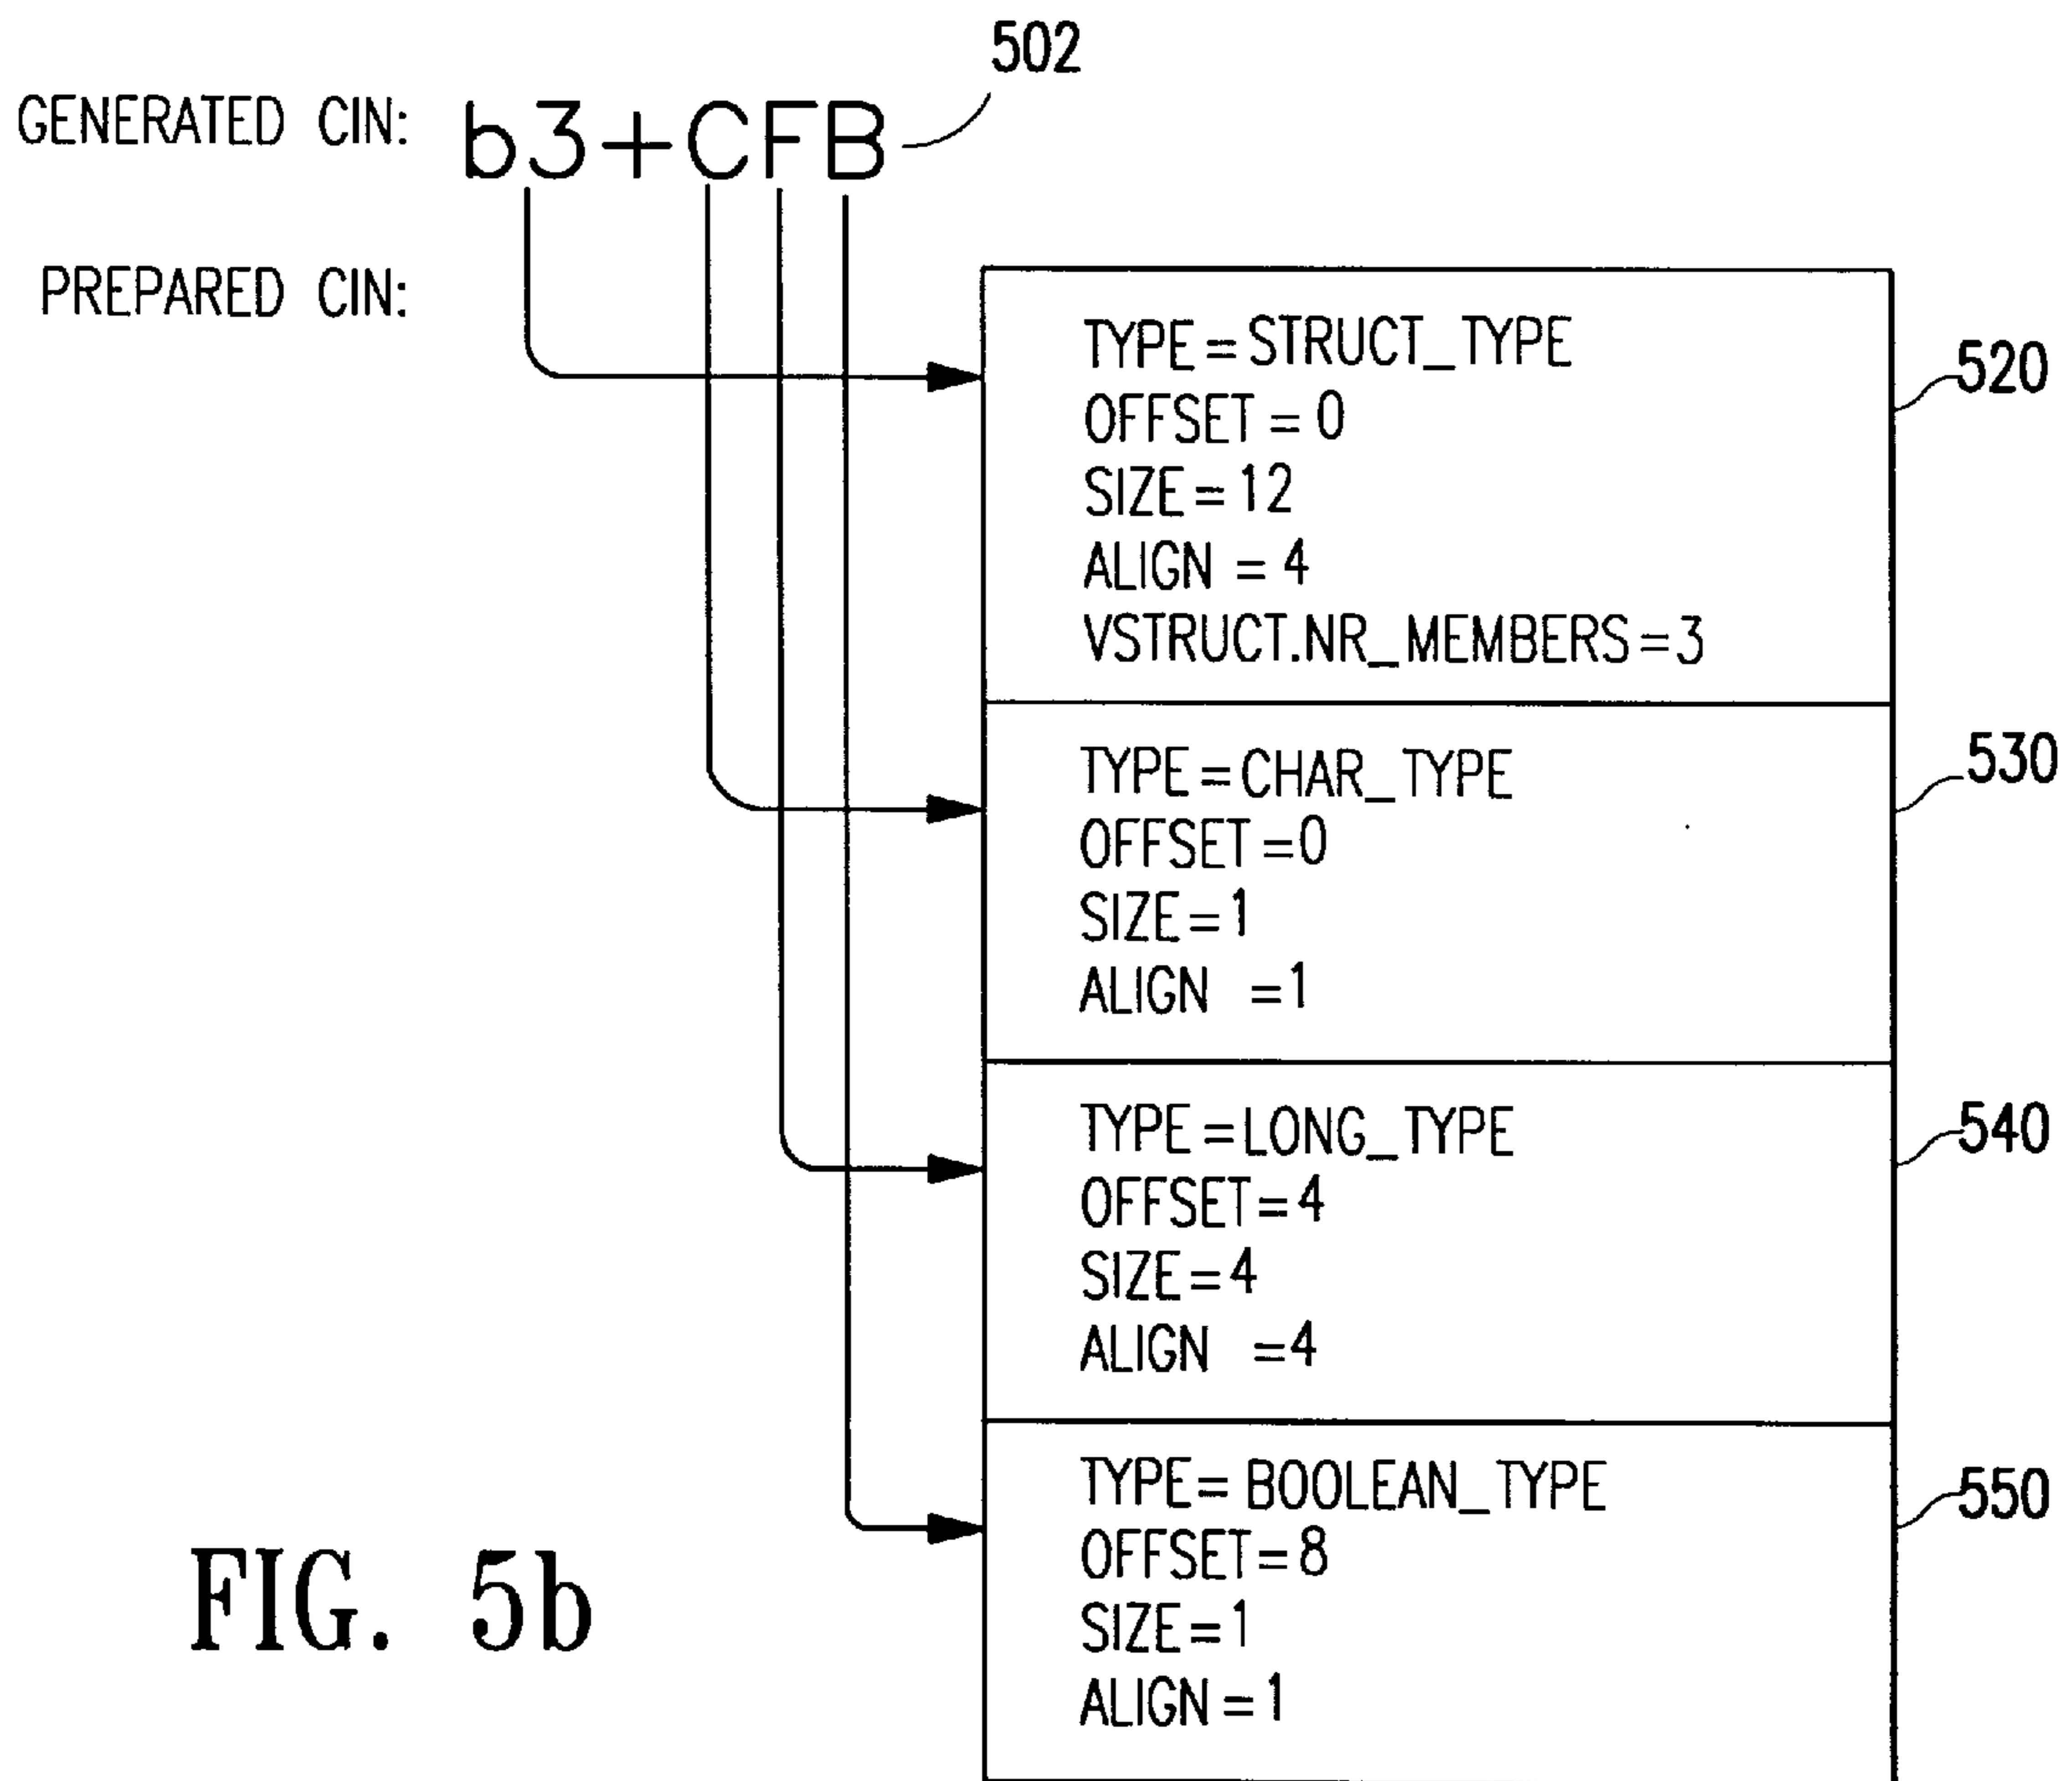 502
GENERATED CIN: b3+CFB
PREPARED CIN:
TYPE=STRUCT_TYPE
OFFSET=0
SIZE=12
ALIGN=4
VSTRUCT.NR_MEMBERS=3
520
TYPE=CHAR_TYPE
OFFSET=0
SIZE=1
ALIGN =1
530
TYPE=LONG_TYPE
OFFSET=4
SIZE=4
ALIGN =4
540
TYPE=BOOLEAN_TYPE
OFFSET=8
SIZE=1
ALIGN=1
550
FIG. 5b